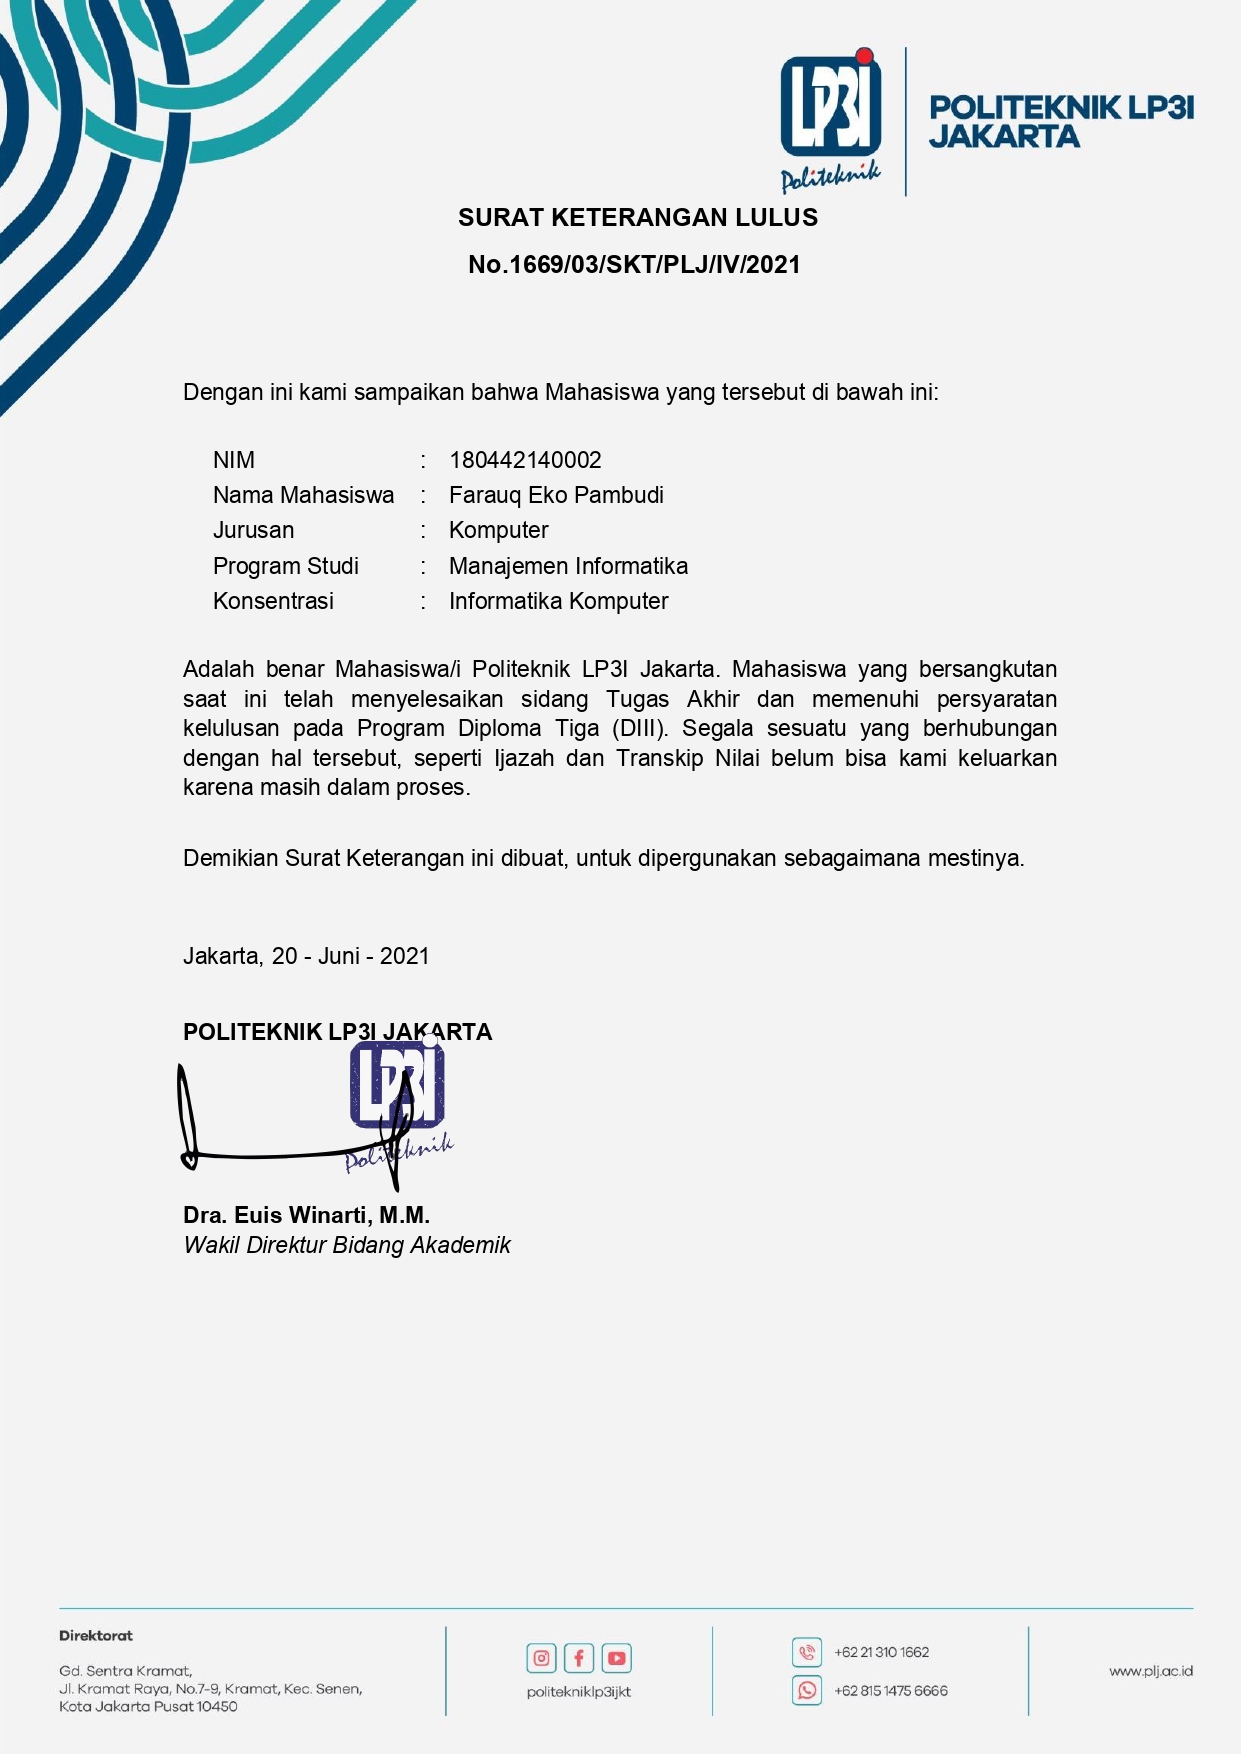 LP3I
Politeknik
POLITEKNIK LP3I
JAKARTA
SURAT KETERANGAN LULUS
No.1669/03/SKT/PLJ/IV/2021
Dengan ini kami sampaikan bahwa Mahasiswa yang tersebut di bawah ini:
NIM : 180442140002
Nama Mahasiswa : Farauq Eko Pambudi
Jurusan : Komputer
Program Studi : Manajemen Informatika
Konsentrasi : Informatika Komputer
Adalah benar Mahasiswa/i Politeknik LP3I Jakarta. Mahasiswa yang bersangkutan
saat ini telah menyelesaikan sidang Tugas Akhir dan memenuhi persyaratan
kelulusan pada Program Diploma Tiga (DIII). Segala sesuatu yang berhubungan
dengan hal tersebut, seperti Ijazah dan Transkip Nilai belum bisa kami keluarkan
karena masih dalam proses.
Demikian Surat Keterangan ini dibuat, untuk dipergunakan sebagaimana mestinya.
Jakarta, 20 - Juni - 2021
POLITEKNIK LP3I JAKARTA
LP3I
Politeknik
Dra. Euis Winarti, M.M.
Wakil Direktur Bidang Akademik
Direktorat
Gd. Sentra Kramat,
Jl. Kramat Raya, No.7-9, Kramat, Kec. Senen,
Kota Jakarta Pusat 10450
politekniklp3ijkt
+62 21 310 1662
+62 815 1475 6666
www.plj.ac.id